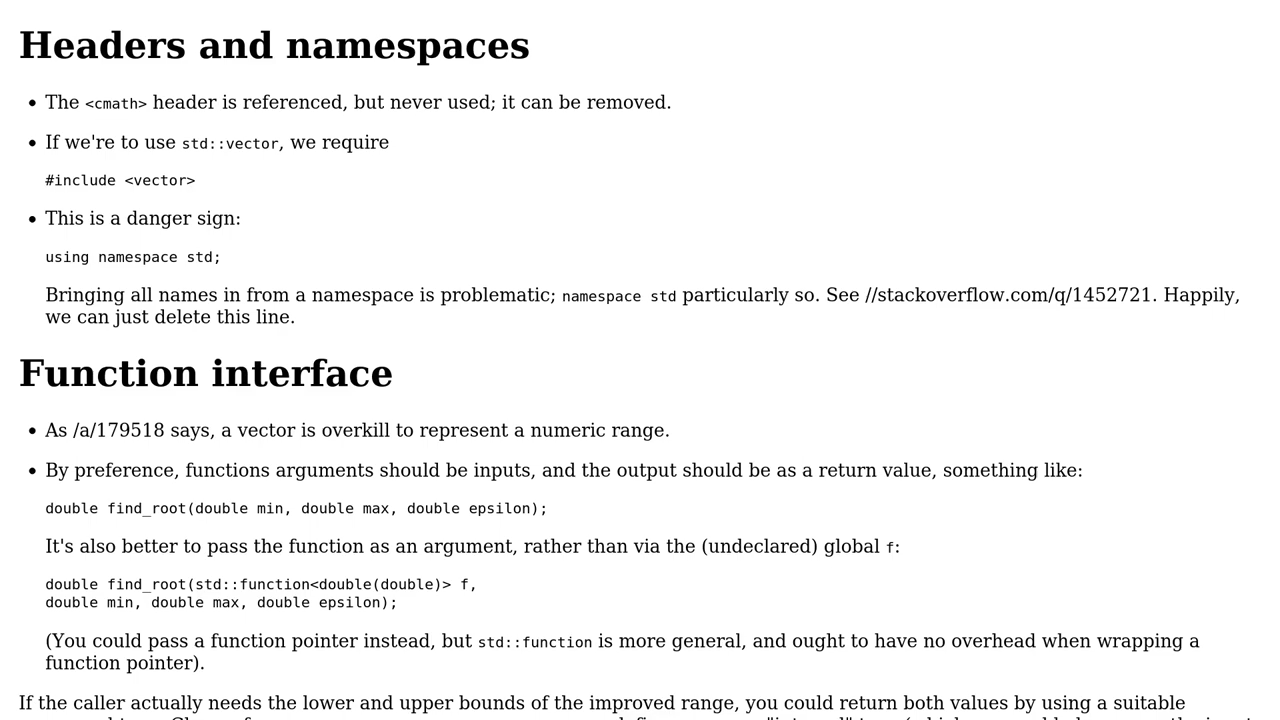 Headers and namespaces
• The <cmath> header is referenced, but never used; it can be removed.
• If we're to use std::vector, we require
#include <vector>
• This is a danger sign:
using namespace std;
Bringing all names in from a namespace is problematic; namespace std particularly so. See //stackoverflow.com/q/1452721. Happily,
we can just delete this line.
Function interface
• As /a/179518 says, a vector is overkill to represent a numeric range.
• By preference, functions arguments should be inputs, and the output should be as a return value, something like:
double find_root(double min, double max, double epsilon);
It's also better to pass the function as an argument, rather than via the (undeclared) global f:
double find_root(std::function<double(double)> f,
double min, double max, double epsilon);
(You could pass a function pointer instead, but std::function is more general, and ought to have no overhead when wrapping a
function pointer).
If the caller actually needs the lower and upper bounds of the improved range, you could return both values by using a suitable